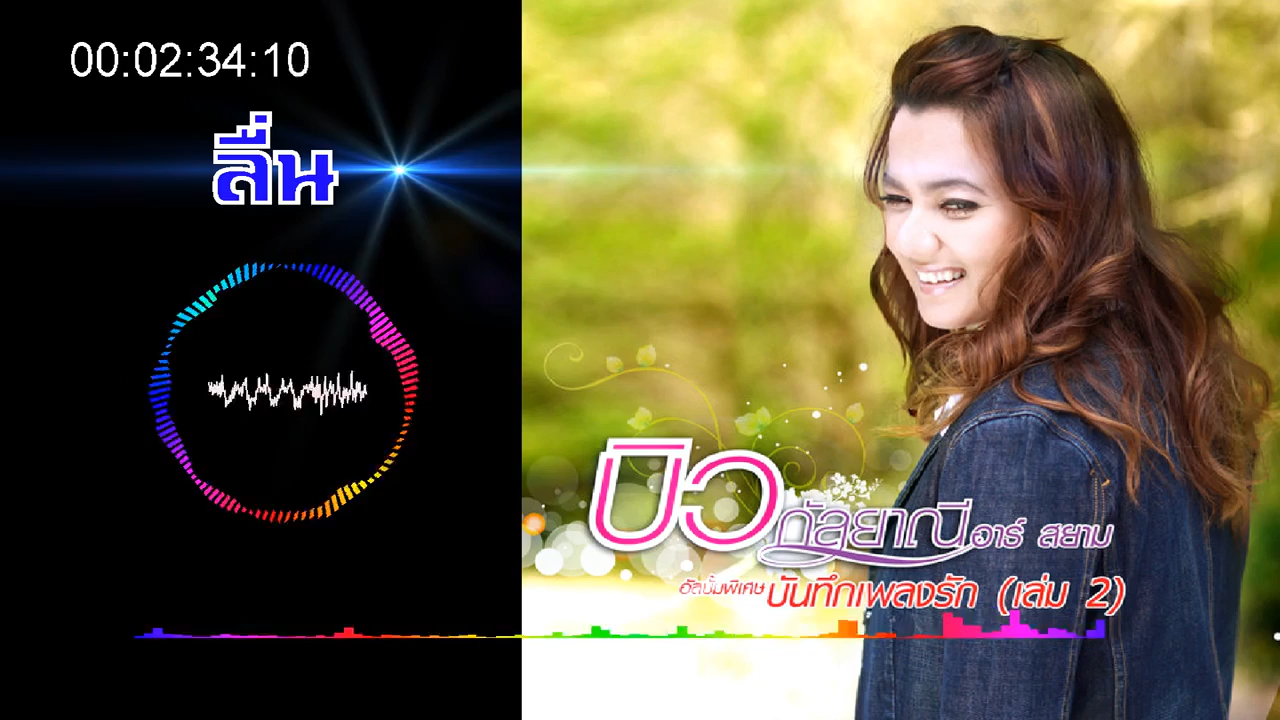 00:02:34:10
ลื่น
บิว กัลยาณี อาร์ สยาม
อัลบั้มพิเศษ บันทึกเพลงรัก (เล่ม 2)